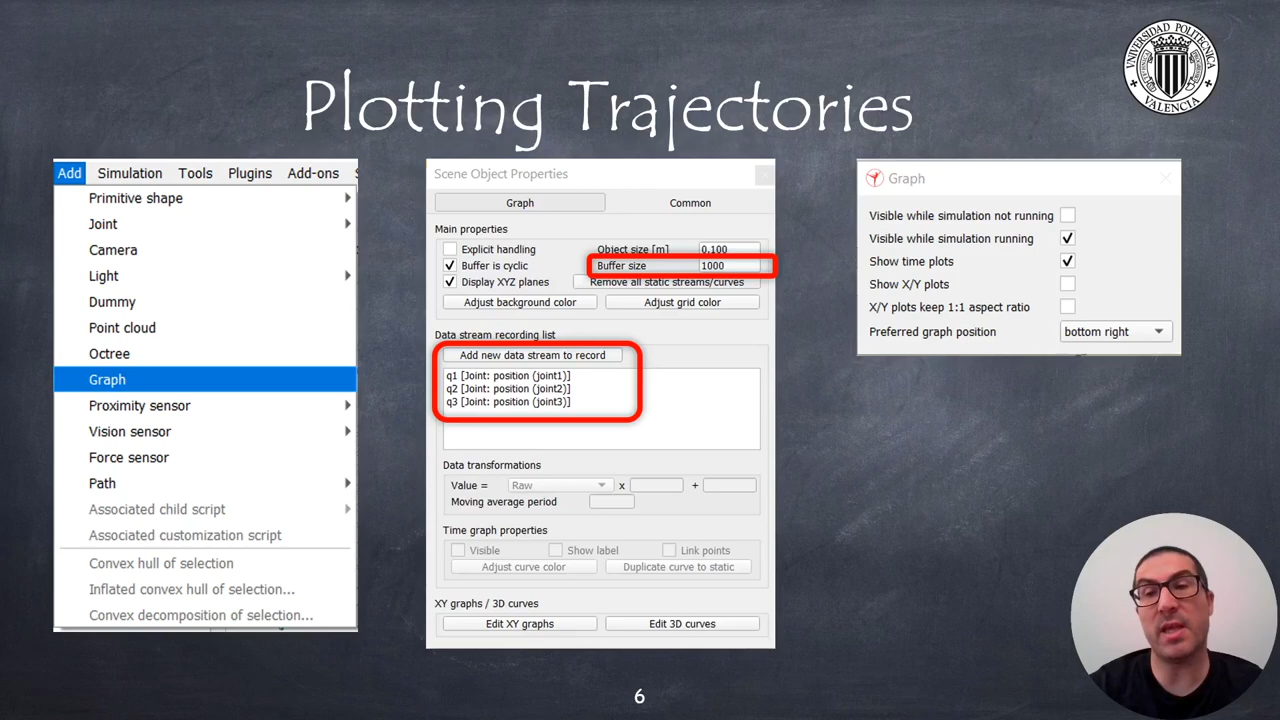 Plotting Trajectories
UNIVERSIDAD POLITECNICA
VALENCIA
Add Simulation Tools Plugins Add-ons
Primitive shape
Joint
Camera
Light
Dummy
Point cloud
Octree
Graph
Proximity sensor
Vision sensor
Force sensor
Path
Associated child script
Associated customization script
Convex hull of selection
Inflated convex hull of selection...
Convex decomposition of selection...
Scene Object Properties
Graph Common
Main properties
Explicit handling Object size [m] 0,100
Buffer is cyclic Buffer size 1000
Display XYZ planes Remove all static streams/curves
Adjust background color Adjust grid color
Data stream recording list
Add new data stream to record
q1 [Joint: position (joint1)]
q2 [Joint: position (joint2)]
q3 [Joint: position (joint3)]
Data transformations
Value = Raw x +
Moving average period
Time graph properties
Visible Show label Link points
Adjust curve color Duplicate curve to static
XY graphs / 3D curves
Edit XY graphs Edit 3D curves
Graph
Visible while simulation not running
Visible while simulation running
Show time plots
Show X/Y plots
X/Y plots keep 1:1 aspect ratio
Preferred graph position bottom right
6